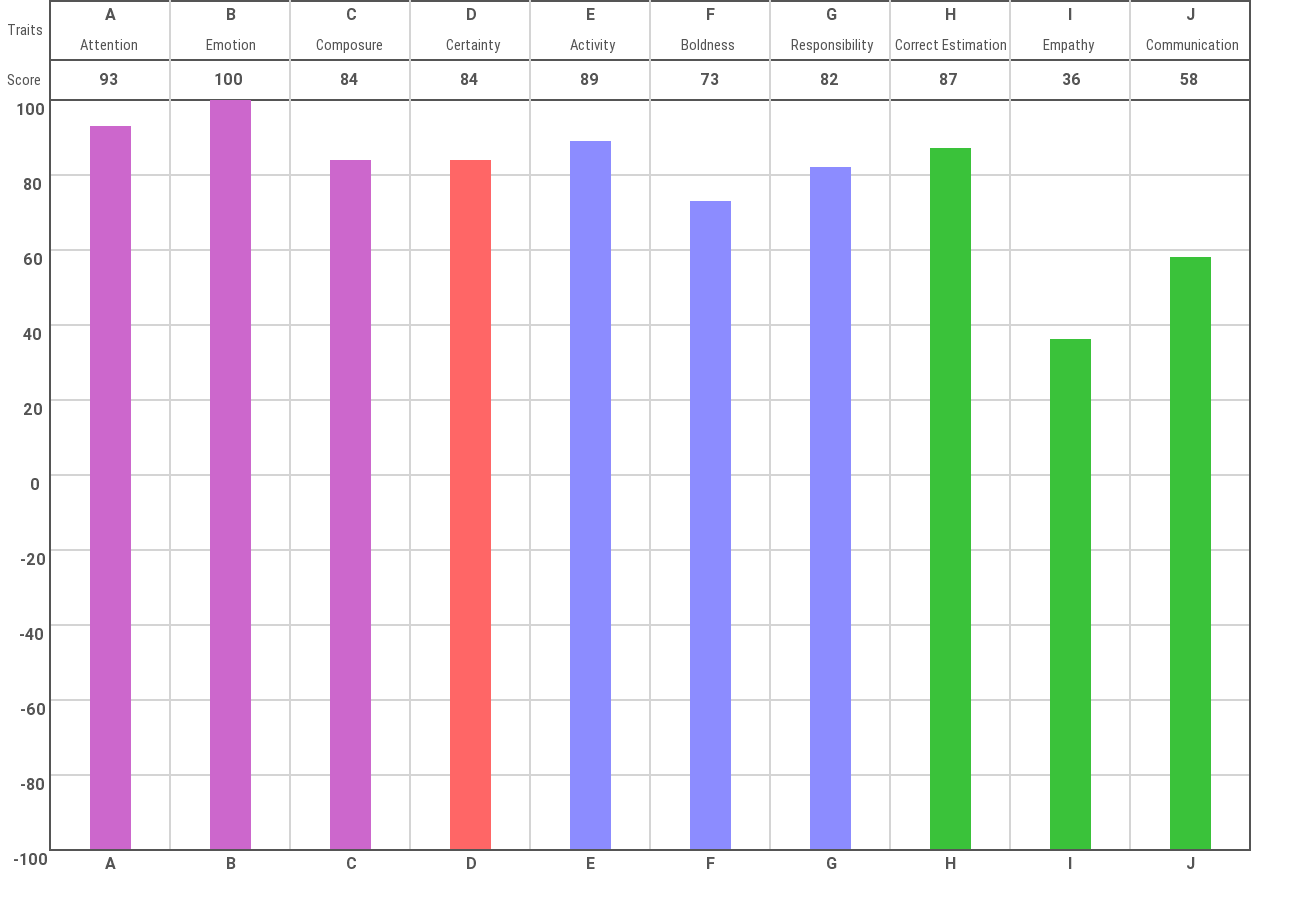 Traits A B C D E F G H I J
Attention Emotion Composure Certainty Activity Boldness Responsibility Correct Estimation Empathy Communication
Score 93 100 84 84 89 73 82 87 36 58
100
80
60
40
20
0
-20
-40
-60
-80
-100
A B C D E F G H I J